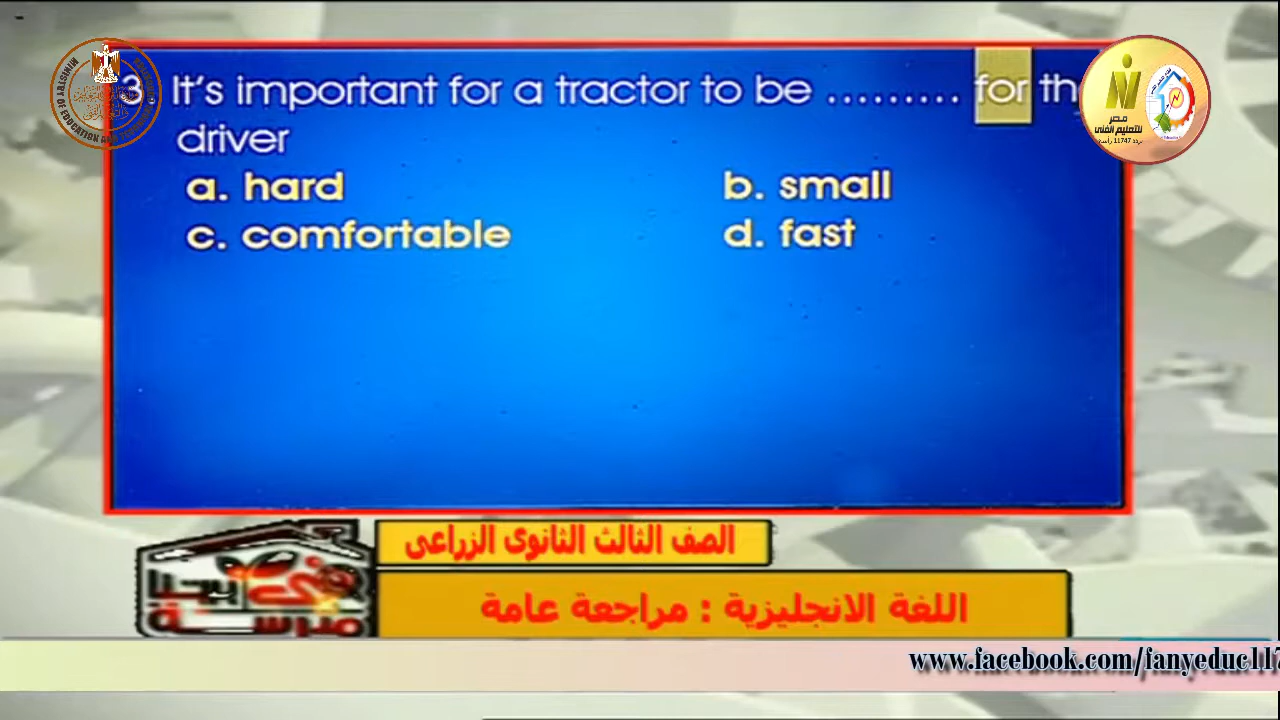 3 It's important for a tractor to be ......... for th
driver
a. hard
b. small
c. comfortable
d. fast
مصر
للتعليم الفنى
الصف الثالث الثانوى الزراعى
اللغة الانجليزية : مراجعة عامة
www.facebook.com/fanyeduc117